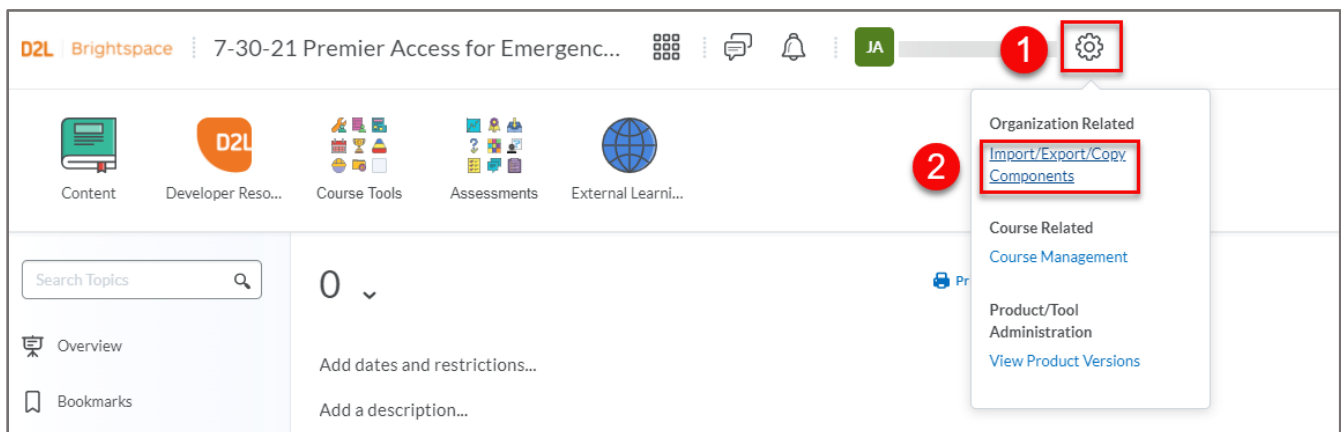 D2L Brightspace 7-30-21 Premier Access for Emergenc... JA 1
Organization Related
2 Import/Export/Copy
Components
D2L
Content Developer Reso... Course Tools Assessments External Learni...
Course Related
Course Management
Search Topics
0 Pr
Product/Tool
Administration
View Product Versions
Overview
Add dates and restrictions...
Bookmarks
Add a description...